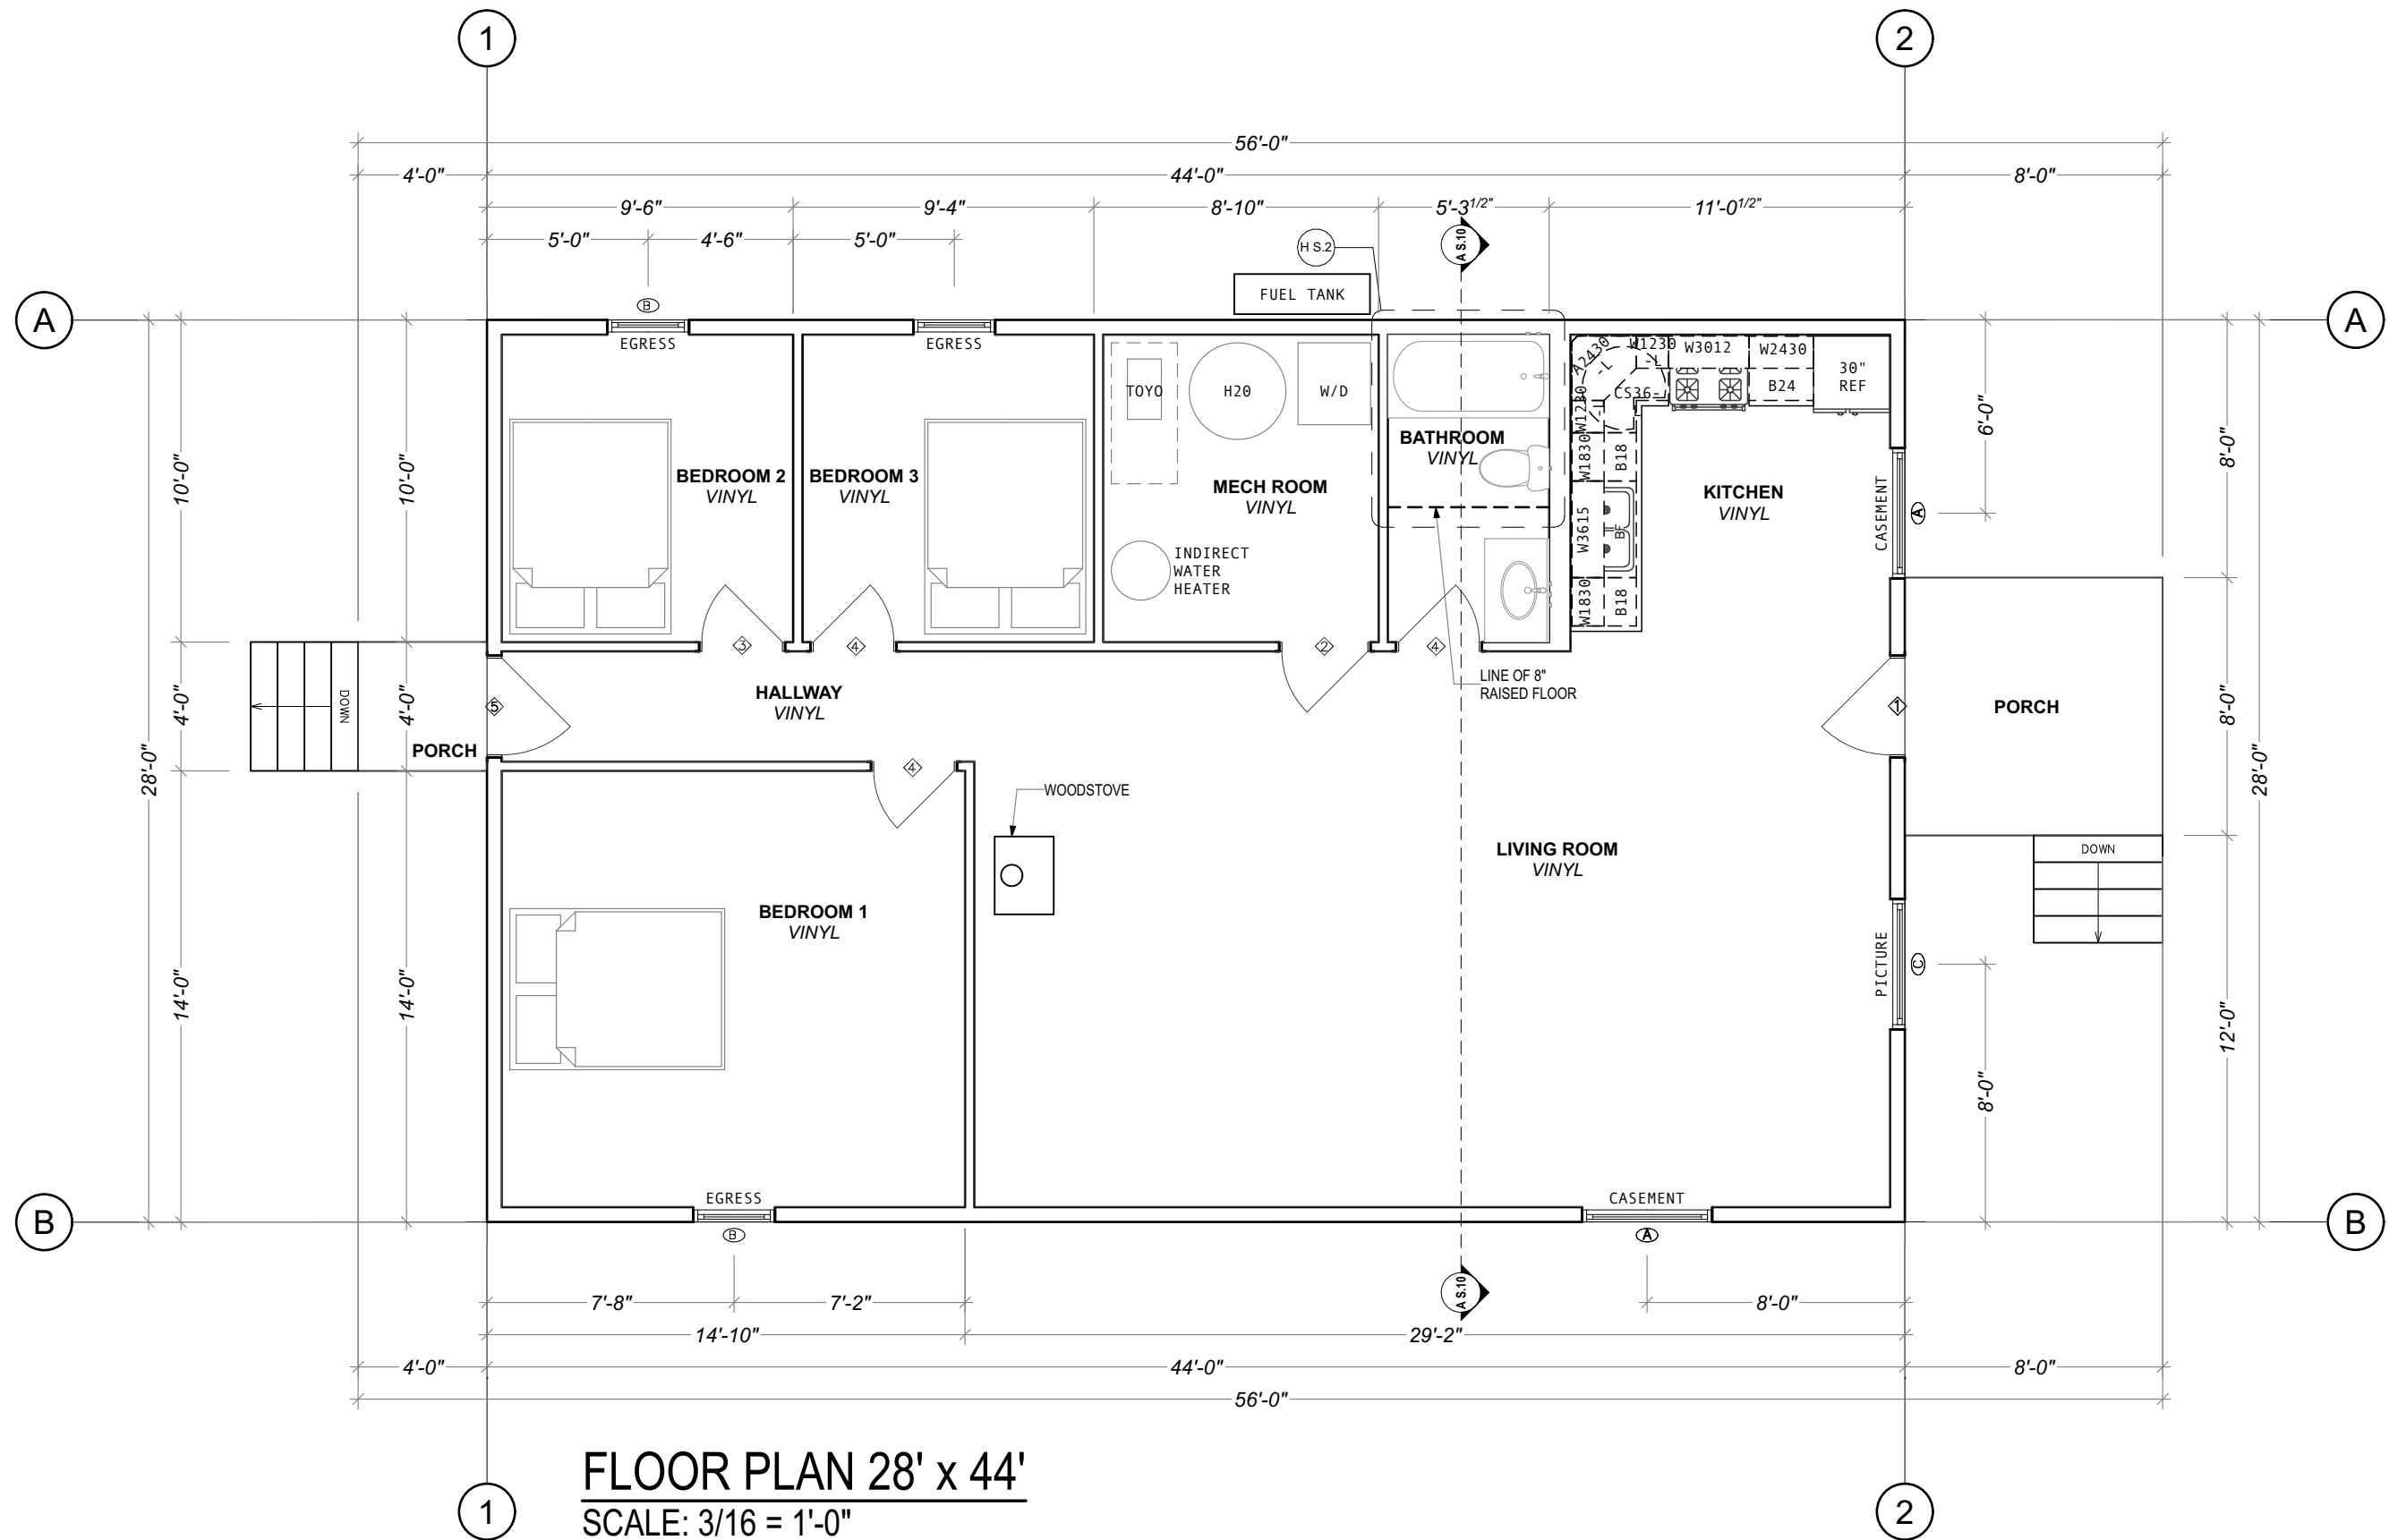 1
2
56'-0"
4'-0"
44'-0"
8'-0"
9'-6"
9'-4"
8'-10"
5'-3 1/2"
11'-0 1/2"
5'-0"
4'-6"
5'-0"
A S.10
H S.2
FUEL TANK
A
A
B
EGRESS
EGRESS
TOYO
H20
W/D
A2430
-L
W1230
-L
W3012
W2430
30"
REF
CS36-
B24
W1230
-L
W1830
B18
W3615
BF
W1830
B18
BEDROOM 2
VINYL
BEDROOM 3
VINYL
MECH ROOM
VINYL
BATHROOM
VINYL
KITCHEN
VINYL
CASEMENT
A
6'-0"
8'-0"
10'-0"
10'-0"
INDIRECT
WATER
HEATER
3
4
2
4
LINE OF 8"
RAISED FLOOR
HALLWAY
VINYL
5
1
DOWN
PORCH
PORCH
4'-0"
4'-0"
28'-0"
8'-0"
28'-0"
4
WOODSTOVE
LIVING ROOM
VINYL
DOWN
BEDROOM 1
VINYL
PICTURE
C
14'-0"
14'-0"
12'-0"
8'-0"
EGRESS
CASEMENT
B
A
B
B
7'-8"
7'-2"
A S.10
8'-0"
14'-10"
29'-2"
4'-0"
44'-0"
8'-0"
56'-0"
FLOOR PLAN 28' x 44'
SCALE: 3/16 = 1'-0"
1
2